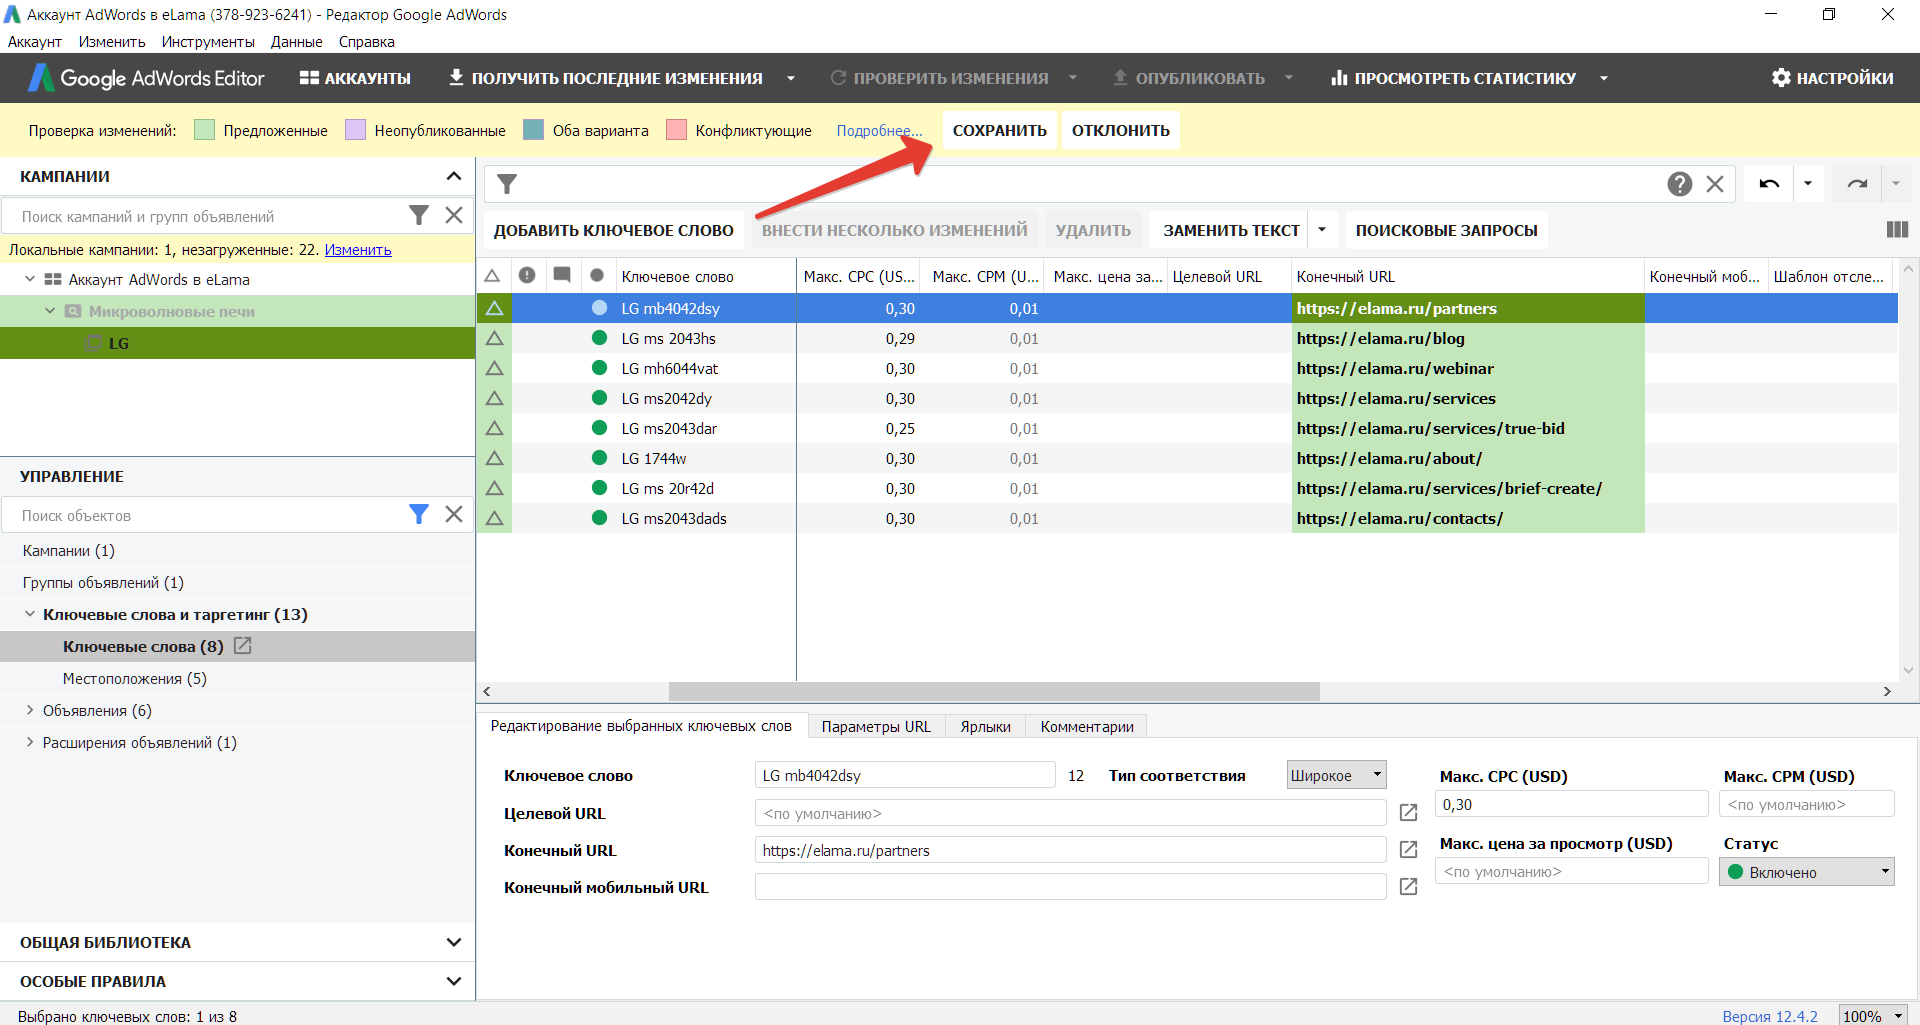 Аккаунт AdWords в eLama (378-923-6241) - Редактор Google AdWords
Аккаунт Изменить Инструменты Данные Справка
Google AdWords Editor АККАУНТЫ ПОЛУЧИТЬ ПОСЛЕДНИЕ ИЗМЕНЕНИЯ ПРОВЕРИТЬ ИЗМЕНЕНИЯ ОПУБЛИКОВАТЬ ПРОСМОТРЕТЬ СТАТИСТИКУ НАСТРОЙКИ
Проверка изменений: Предложенные Неопубликованные Оба варианта Конфликтующие Подробнее... СОХРАНИТЬ ОТКЛОНИТЬ
КАМПАНИИ
Поиск кампаний и групп объявлений
Локальные кампании: 1, незагруженные: 22. Изменить
Аккаунт AdWords в eLama
Микроволновые печи
LG
УПРАВЛЕНИЕ
Поиск объектов
Кампании (1)
Группы объявлений (1)
Ключевые слова и таргетинг (13)
Ключевые слова (8)
Местоположения (5)
Объявления (6)
Расширения объявлений (1)
ОБЩАЯ БИБЛИОТЕКА
ОСОБЫЕ ПРАВИЛА
ДОБАВИТЬ КЛЮЧЕВОЕ СЛОВО ВНЕСТИ НЕСКОЛЬКО ИЗМЕНЕНИЙ УДАЛИТЬ ЗАМЕНИТЬ ТЕКСТ ПОИСКОВЫЕ ЗАПРОСЫ
Ключевое слово Макс. CPC (US... Макс. CPM (U... Макс. цена за... Целевой URL Конечный URL Конечный моб... Шаблон отсле...
LG mb4042dsy 0,30 0,01 https://elama.ru/partners
LG ms 2043hs 0,29 0,01 https://elama.ru/blog
LG mh6044vat 0,30 0,01 https://elama.ru/webinar
LG ms2042dy 0,30 0,01 https://elama.ru/services
LG ms2043dar 0,25 0,01 https://elama.ru/services/true-bid
LG 1744w 0,30 0,01 https://elama.ru/about/
LG ms 20r42d 0,30 0,01 https://elama.ru/services/brief-create/
LG ms2043dads 0,30 0,01 https://elama.ru/contacts/
Редактирование выбранных ключевых слов Параметры URL Ярлыки Комментарии
Ключевое слово LG mb4042dsy 12 Тип соответствия Широкое Макс. CPC (USD) Макс. CPM (USD)
0,30 <по умолчанию>
Целевой URL <по умолчанию>
Конечный URL https://elama.ru/partners Макс. цена за просмотр (USD) Статус
<по умолчанию> Включено
Конечный мобильный URL
Выбрано ключевых слов: 1 из 8 Версия 12.4.2 100%